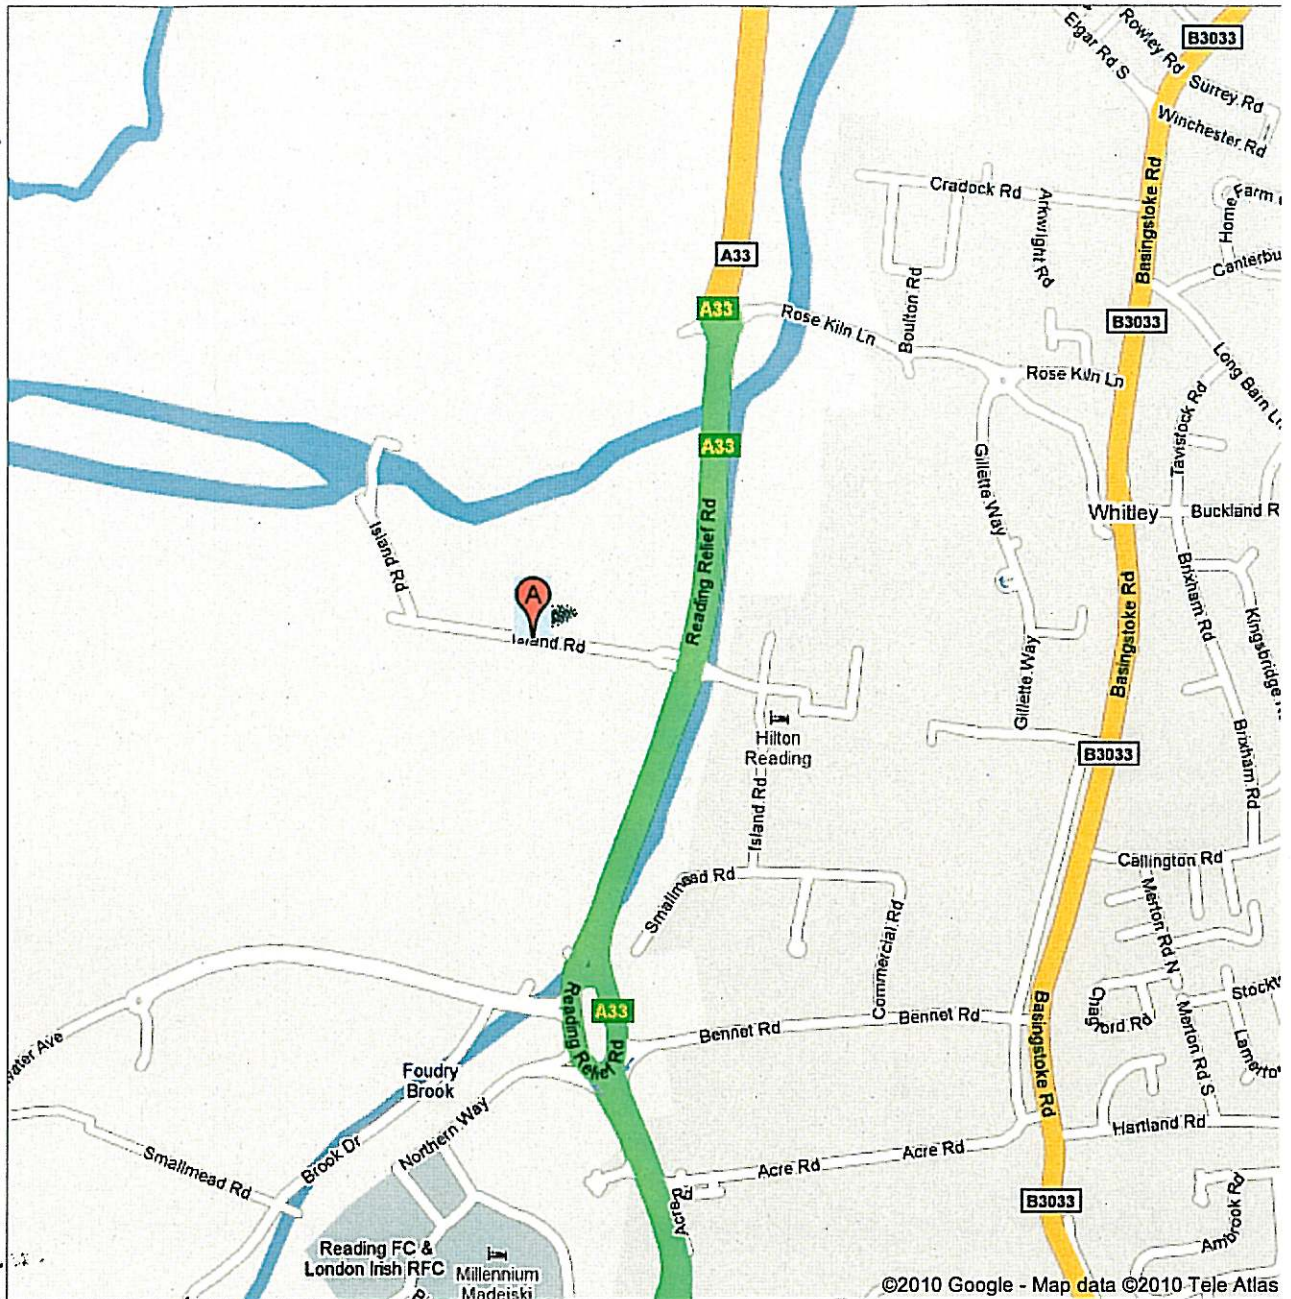 B3033
Rowley Rd
Elgar Rd S
Surrey Rd
Winchester Rd
Cradock Rd
Arkwright Rd
Basingstoke Rd
Farm
Home
Canterbu
A33
A33
Boulton Rd
Rose Kiln Ln
B3033
Rose Kiln Ln
Long Barn Ln
Tavistock Rd
A33
Gillette Way
Whitley
Buckland R
Reading Relief Rd
Island Rd
Brixham Rd
Basingstoke Rd
A
Island Rd
Kingsbridge
Gillette Way
Hilton
Reading
B3033
Brixham Rd
Island Rd
Callington Rd
Smallmead Rd
Merton Rd N
Commercial Rd
Stockw
Reading Relief Rd
A33
Bennet Rd
Bennet Rd
Basingstoke Rd
Chagford Rd
Merton Rd S
water Ave
Foudry
Brook
Northern Way
Hartland Rd
Brook Dr
Smallmead Rd
Acre Rd
Acre Rd
Acre Rd
B3033
Ambrook Rd
Reading FC &
London Irish RFC
Millennium
Madejski
©2010 Google - Map data ©2010 Tele Atlas